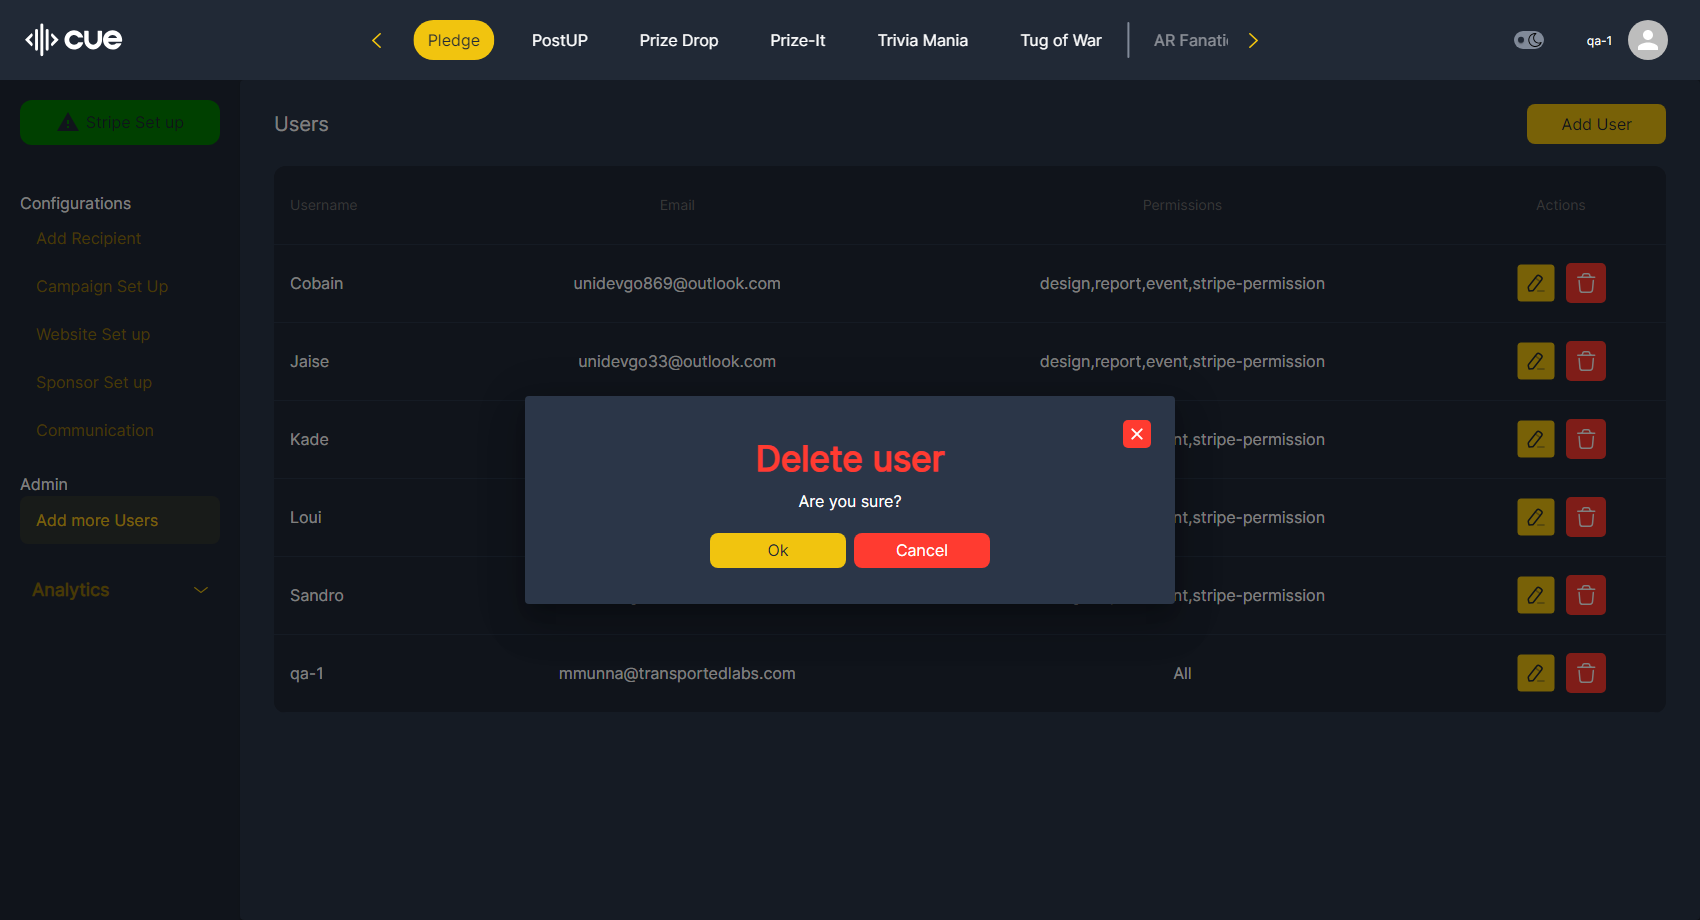 cue
Pledge
PostUP
Prize Drop
Prize-It
Trivia Mania
Tug of War
AR Fanati
qa-1
Stripe Set up
Configurations
Add Recipient
Campaign Set Up
Website Set up
Sponsor Set up
Communication
Admin
Add more Users
Analytics
Users
Add User
Username Email Permissions Actions
Cobain unidevgo869@outlook.com design,report,event,stripe-permission
Jaise unidevgo33@outlook.com design,report,event,stripe-permission
Kade nt,stripe-permission
Loui nt,stripe-permission
Sandro nt,stripe-permission
qa-1 mmunna@transportedlabs.com All
Delete user
Are you sure?
Ok
Cancel